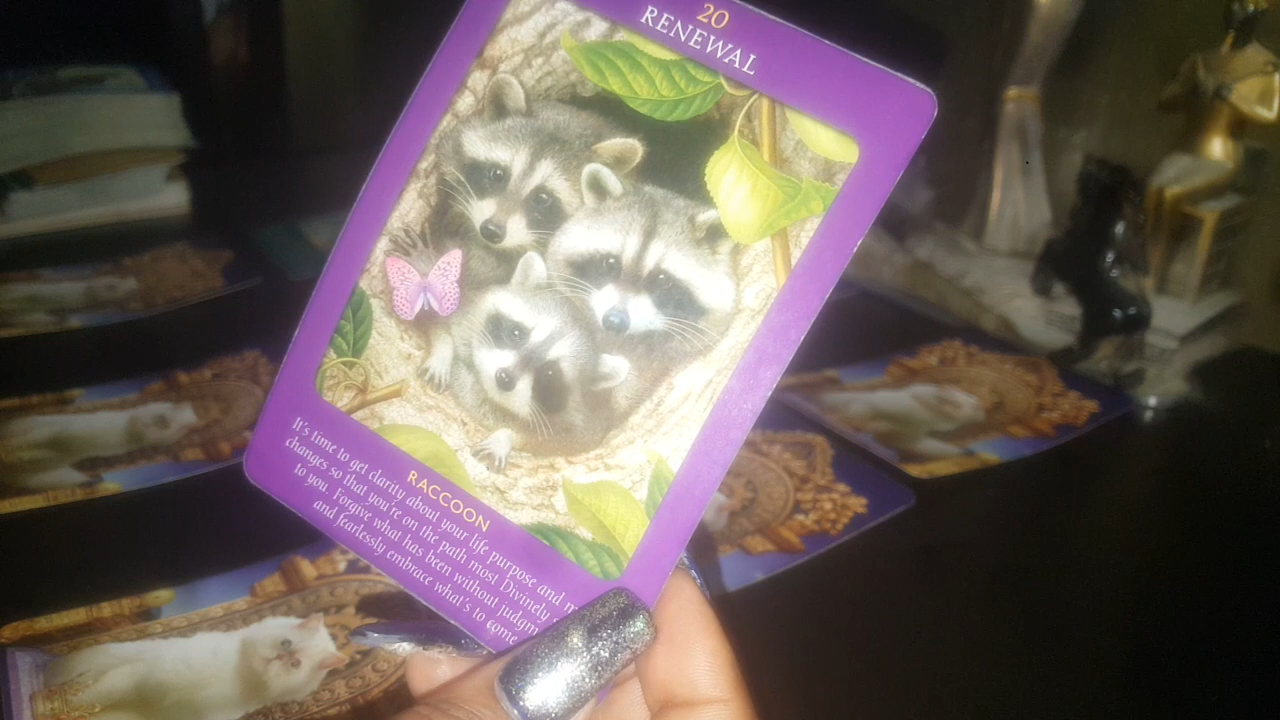 20
RENEWAL
RACCOON
It's time to get clarity about your life purpose and
changes so that you're on the path most Divinely
to you. Forgive what has been without
and fearlessly embrace what's to come